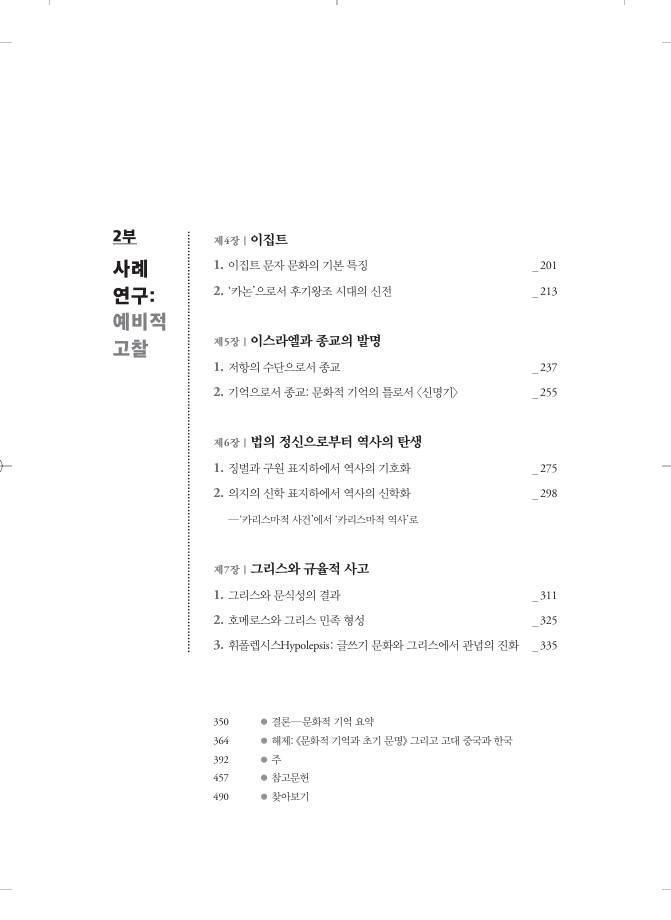 2부
사례
연구:
예비적
고찰
제4장 | 이집트
1. 이집트 문자 문화의 기본 특징 _201
2. ‘카논’으로서 후기왕조 시대의 신전 _213
제5장 | 이스라엘과 종교의 발명
1. 저항의 수단으로서 종교 _237
2. 기억으로서 종교: 문화적 기억의 틀로서 〈신명기〉 _255
제6장 | 법의 정신으로부터 역사의 탄생
1. 징벌과 구원 표지하에서 역사의 기호화 _275
2. 의지의 신학 표지하에서 역사의 신학화 _298
―‘카리스마적 사건’에서 ‘카리스마적 역사’로
제7장 | 그리스와 규율적 사고
1. 그리스와 문식성의 결과 _311
2. 호메로스와 그리스 민족 형성 _325
3. 휘폴렙시스Hypolepsis: 글쓰기 문화와 그리스에서 관념의 진화 _335
350 ● 결론―문화적 기억 요약
364 ● 해제: 《문화적 기억과 초기 문명》 그리고 고대 중국과 한국
392 ● 주
457 ● 참고문헌
490 ● 찾아보기